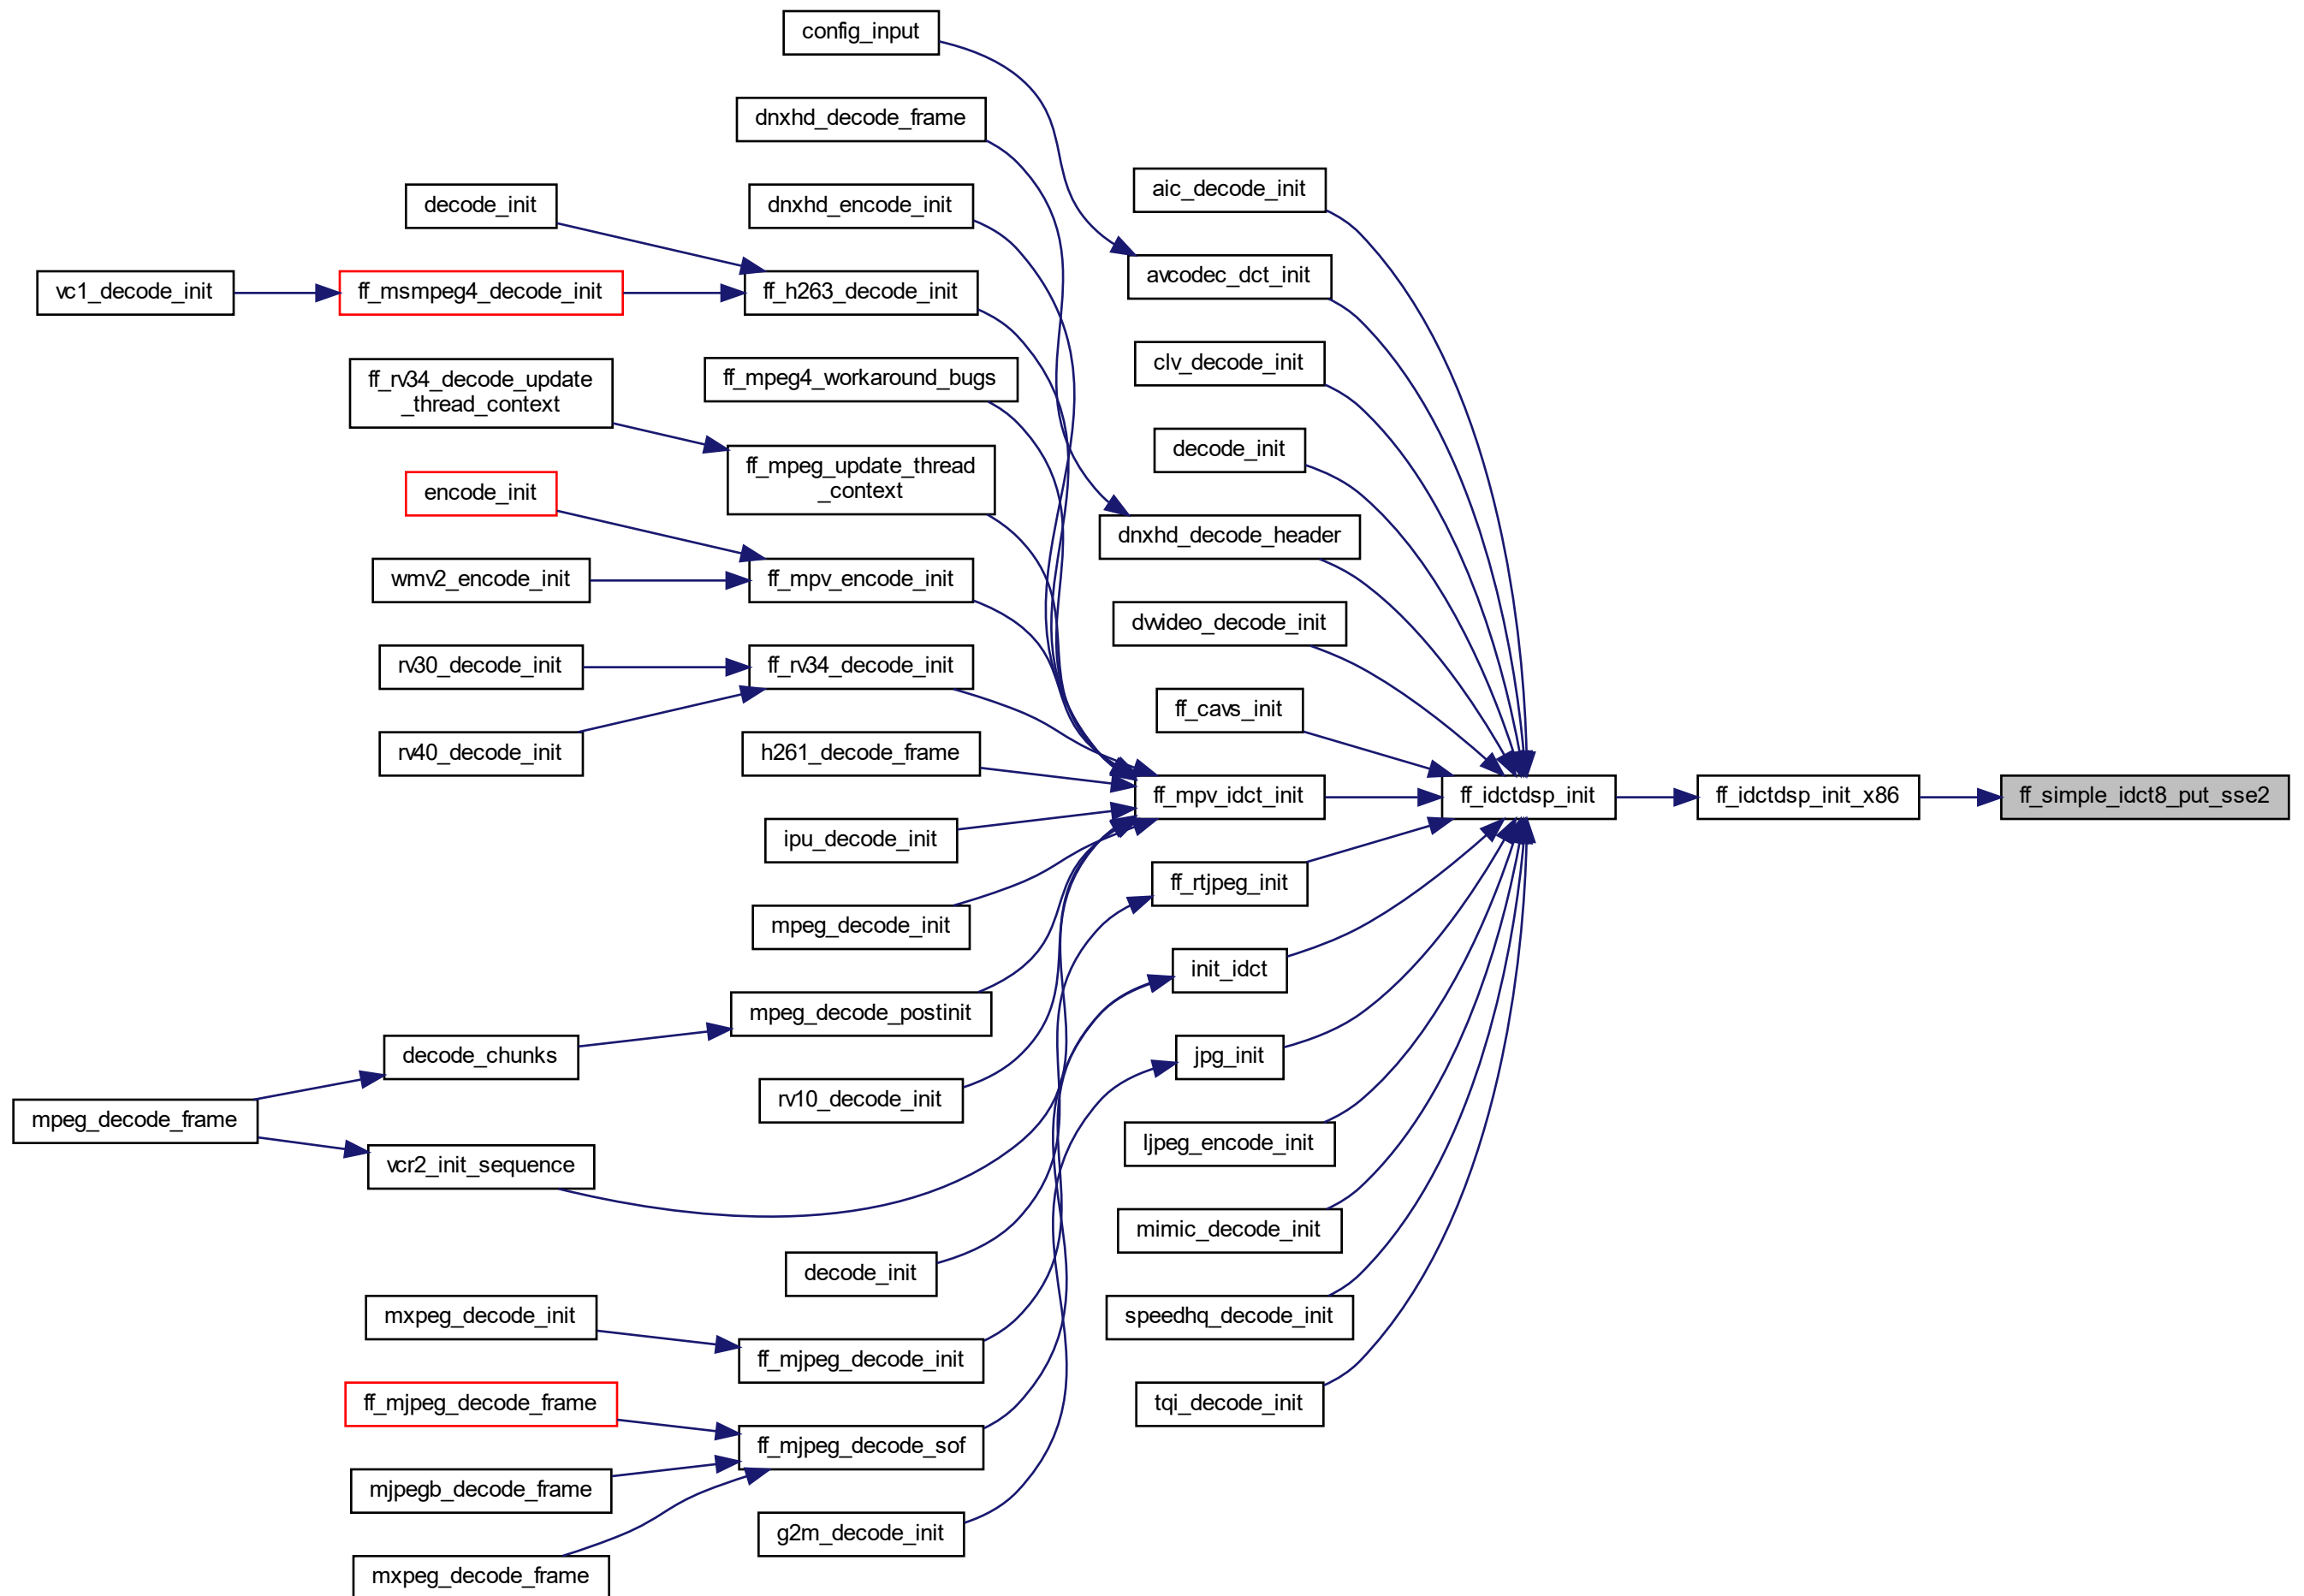 config_input
dnxhd_decode_frame
aic_decode_init
decode_init
dnxhd_encode_init
avcodec_dct_init
vc1_decode_init
ff_msmpeg4_decode_init
ff_h263_decode_init
clv_decode_init
ff_rv34_decode_update
_thread_context
ff_mpeg4_workaround_bugs
decode_init
ff_mpeg_update_thread
_context
encode_init
dnxhd_decode_header
wmv2_encode_init
ff_mpv_encode_init
dvvideo_decode_init
rv30_decode_init
ff_rv34_decode_init
ff_cavs_init
rv40_decode_init
h261_decode_frame
ff_mpv_idct_init
ff_idctdsp_init
ff_idctdsp_init_x86
ff_simple_idct8_put_sse2
ipu_decode_init
ff_rtjpeg_init
mpeg_decode_init
init_idct
mpeg_decode_postinit
decode_chunks
jpg_init
rv10_decode_init
mpeg_decode_frame
ljpeg_encode_init
vcr2_init_sequence
mimic_decode_init
decode_init
mxpeg_decode_init
speedhq_decode_init
ff_mjpeg_decode_init
ff_mjpeg_decode_frame
tqi_decode_init
ff_mjpeg_decode_sof
mjpegb_decode_frame
g2m_decode_init
mxpeg_decode_frame